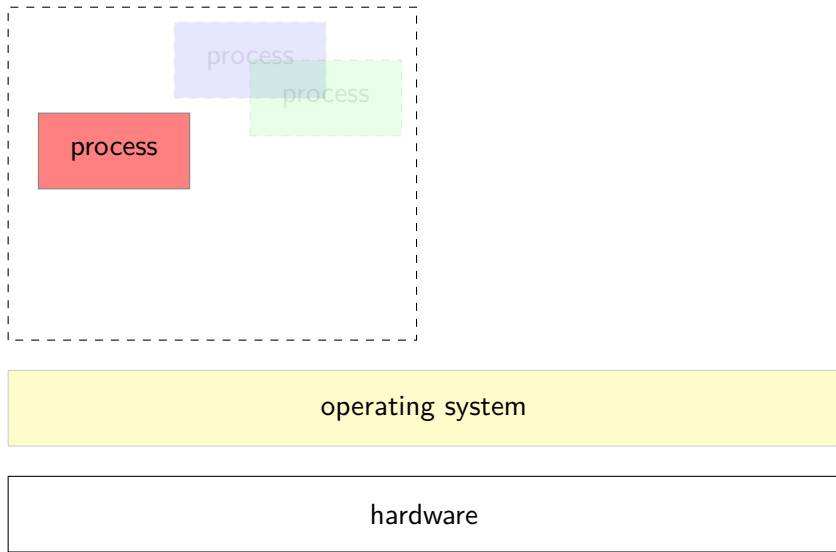 process
process
process
operating system
hardware